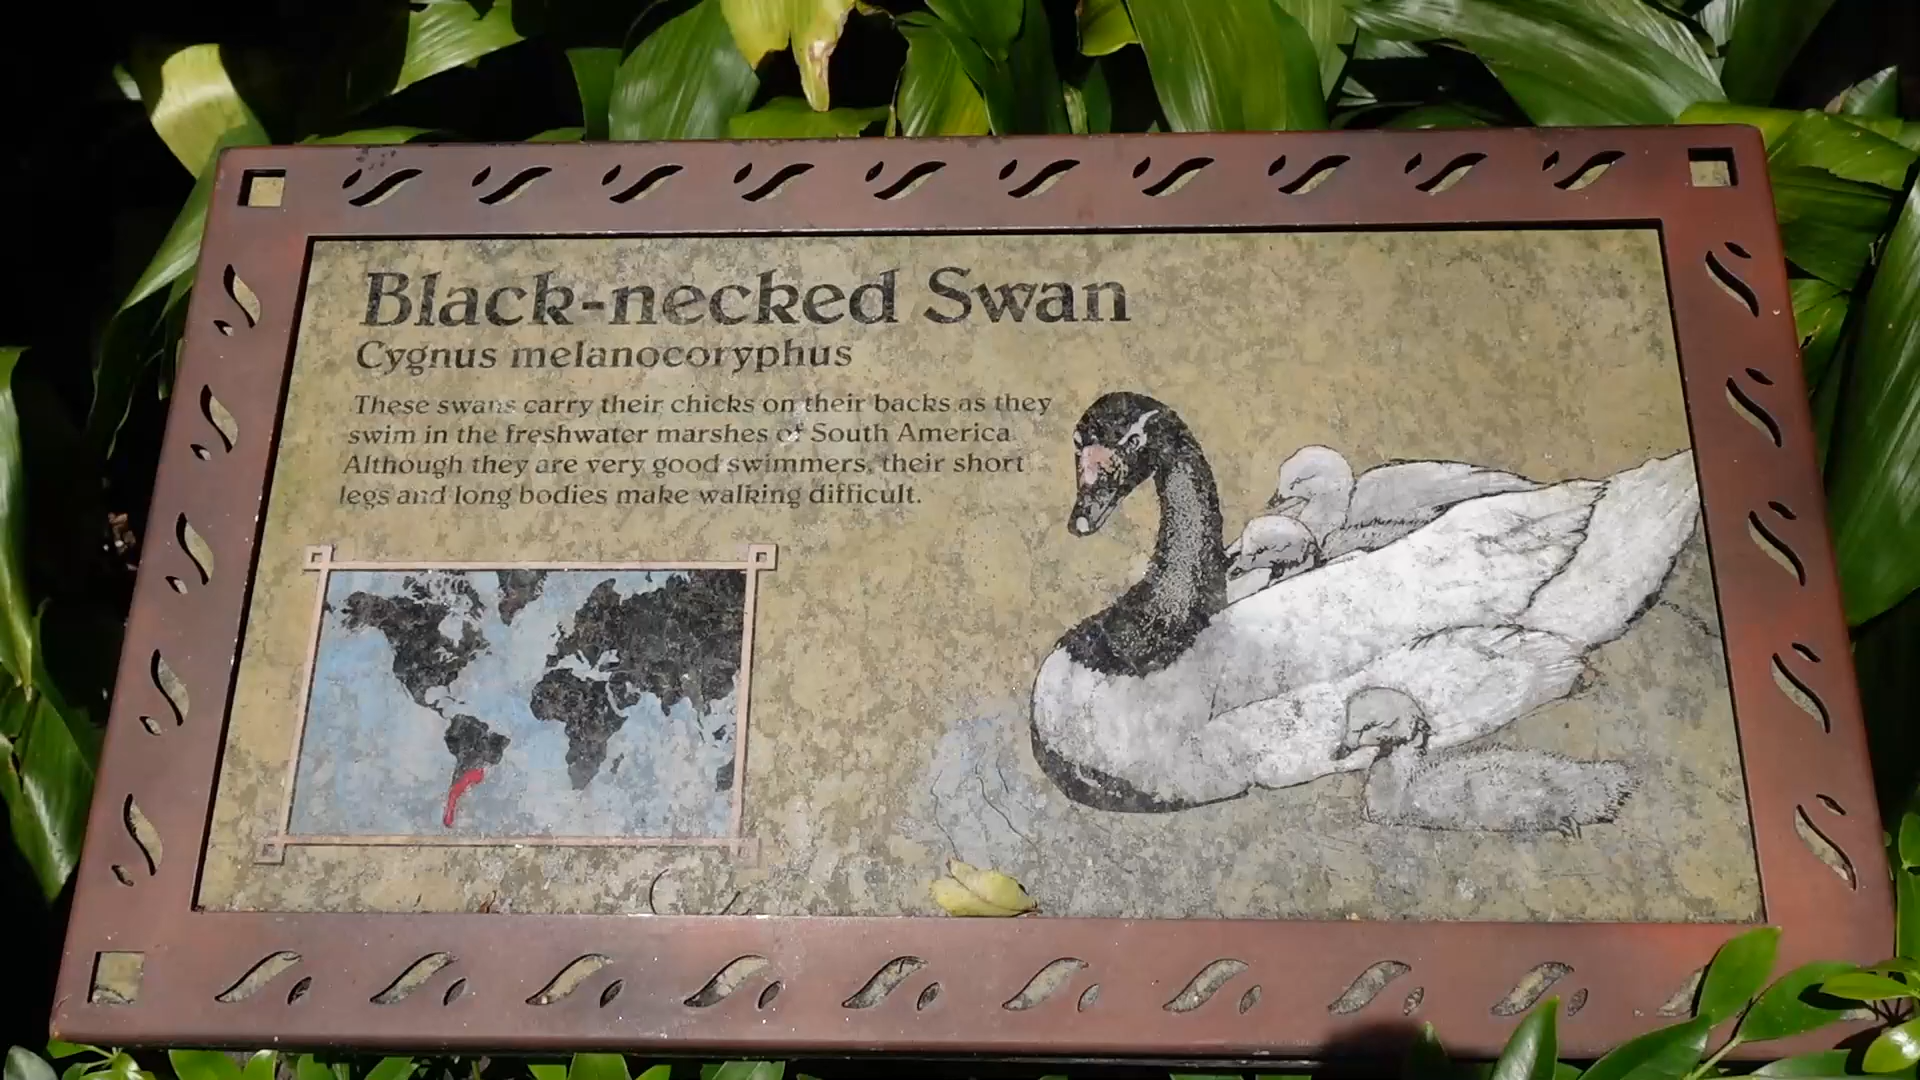 Black-necked Swan
Cygnus melanocoryphus
These swans carry their chicks on their backs as they
swim in the freshwater marshes of South America
Although they are very good swimmers, their short
legs and long bodies make walking difficult.